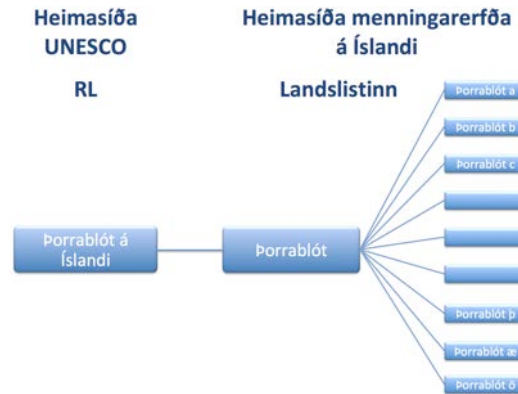 Heimasíða
UNESCO
RL
Heimasíða menningarerfða
á Íslandi
Landslistinn
Þorrablót á
Íslandi
Þorrablót
Þorrablót a
Þorrablót b
Þorrablót c
Þorrablót þ
Þorrablót æ
Þorrablót ö